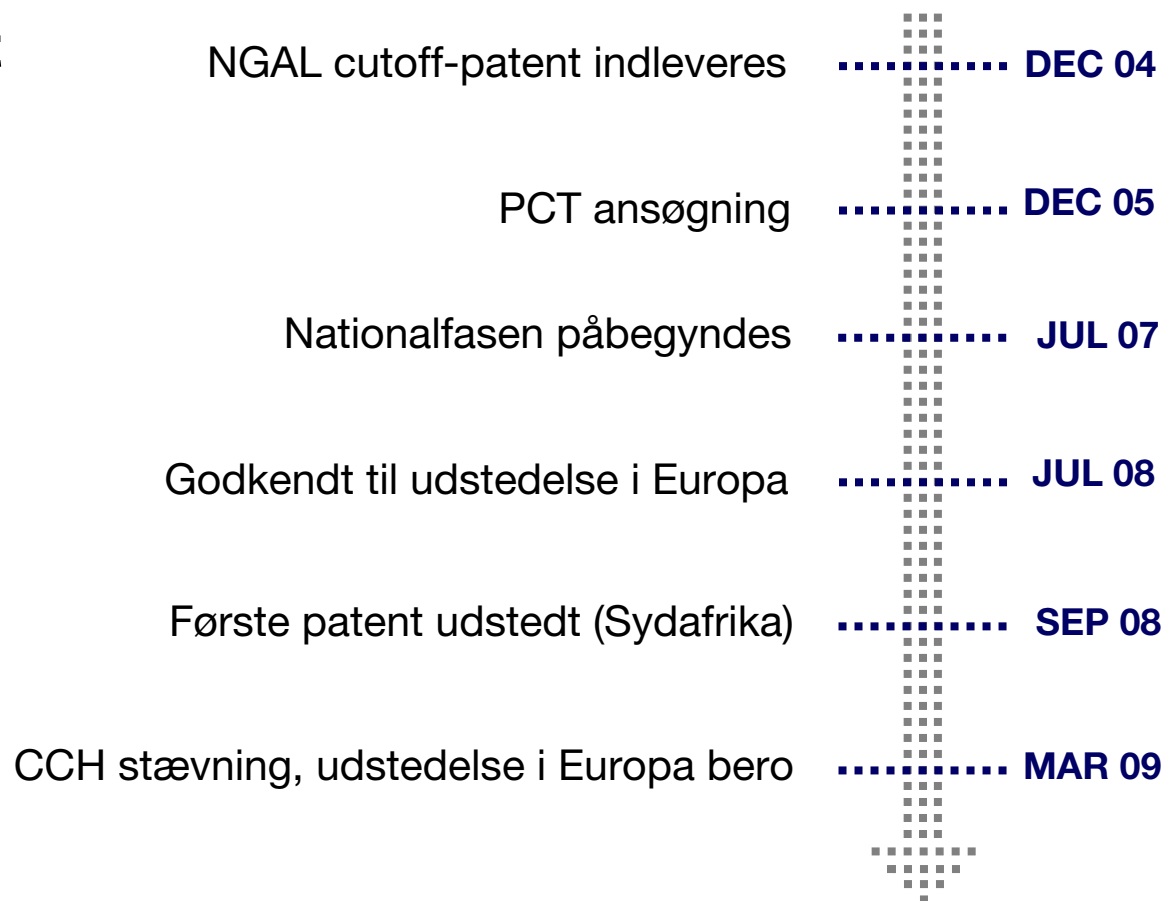 NGAL cutoff-patent indleveres DEC 04
PCT ansøgning DEC 05
Nationalfasen påbegyndes JUL 07
Godkendt til udstedelse i Europa JUL 08
Første patent udstedt (Sydafrika) SEP 08
CCH stævning, udstedelse i Europa bero MAR 09